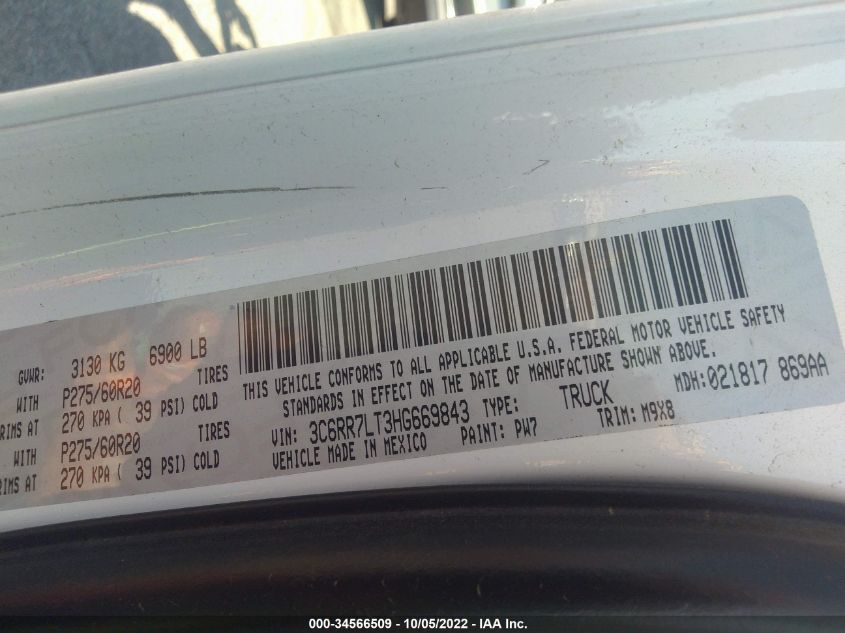 GVWR: 3130 KG 6900 LB
WITH P275/60R20 TIRES
RIMS AT 270 KPA ( 39 PSI) COLD
WITH P275/60R20 TIRES
RIMS AT 270 KPA ( 39 PSI) COLD
THIS VEHICLE CONFORMS TO ALL APPLICABLE U.S.A. FEDERAL MOTOR VEHICLE SAFETY
STANDARDS IN EFFECT ON THE DATE OF MANUFACTURE SHOWN ABOVE.
VIN: 3C6RR7LT3HG669843 TYPE: TRUCK MDH:021817 869AA
VEHICLE MADE IN MEXICO PAINT: PW7 TRIM: M9X8
000-34566509 - 10/05/2022 - IAA Inc.